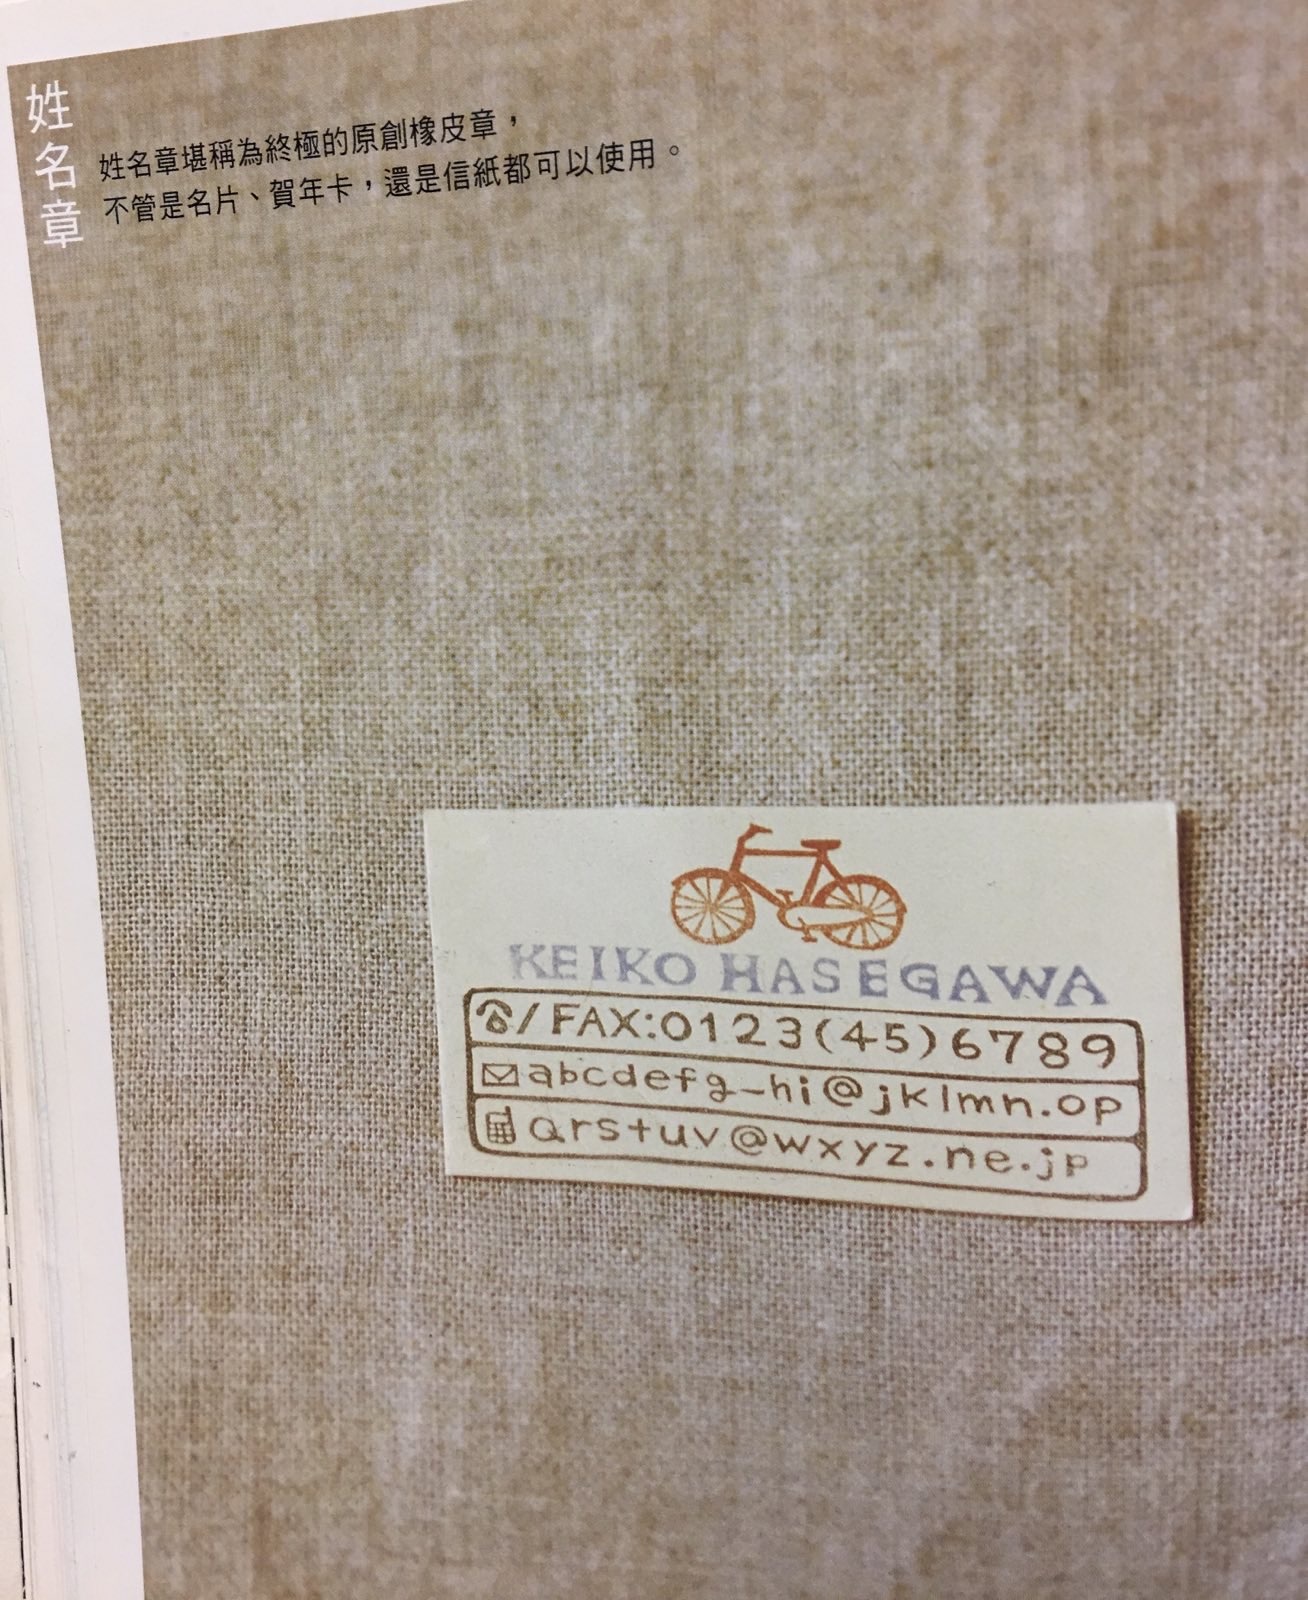 姓名章
姓名章堪稱為終極的原創橡皮章，
不管是名片、賀年卡，還是信紙都可以使用。
KEIKO HASEGAWA
/FAX:0123(45)6789
abcdefg-hi@jklmn.op
qrstuv@wxyz.ne.jp